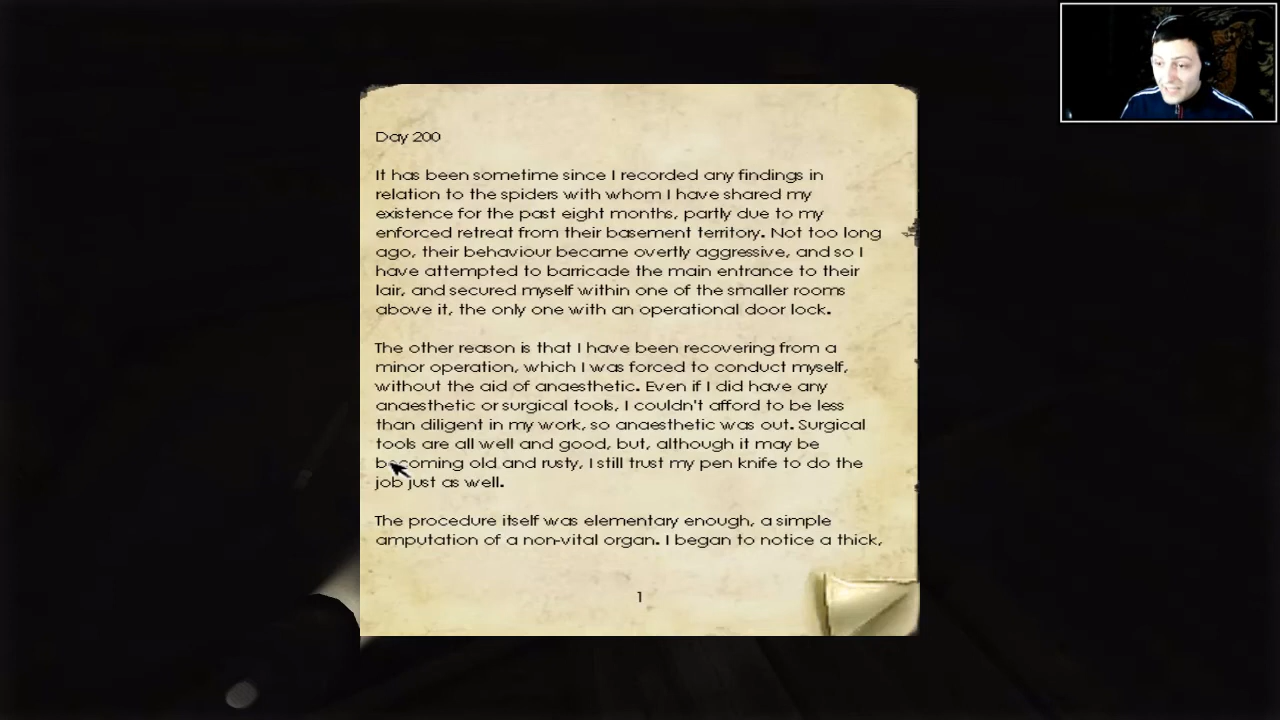 Day 200
It has been sometime since I recorded any findings in
relation to the spiders with whom I have shared my
existence for the past eight months, partly due to my
enforced retreat from their basement territory. Not too long
ago, their behaviour became overtly aggressive, and so I
have attempted to barricade the main entrance to their
lair, and secured myself within one of the smaller rooms
above it, the only one with an operational door lock.
The other reason is that I have been recovering from a
minor operation, which I was forced to conduct myself,
without the aid of anaesthetic. Even if I did have any
anaesthetic or surgical tools, I couldn't afford to be less
than diligent in my work, so anaesthetic was out. Surgical
tools are all well and good, but, although it may be
becoming old and rusty, I still trust my pen knife to do the
job just as well.
The procedure itself was elementary enough, a simple
amputation of a non-vital organ. I began to notice a thick,
1